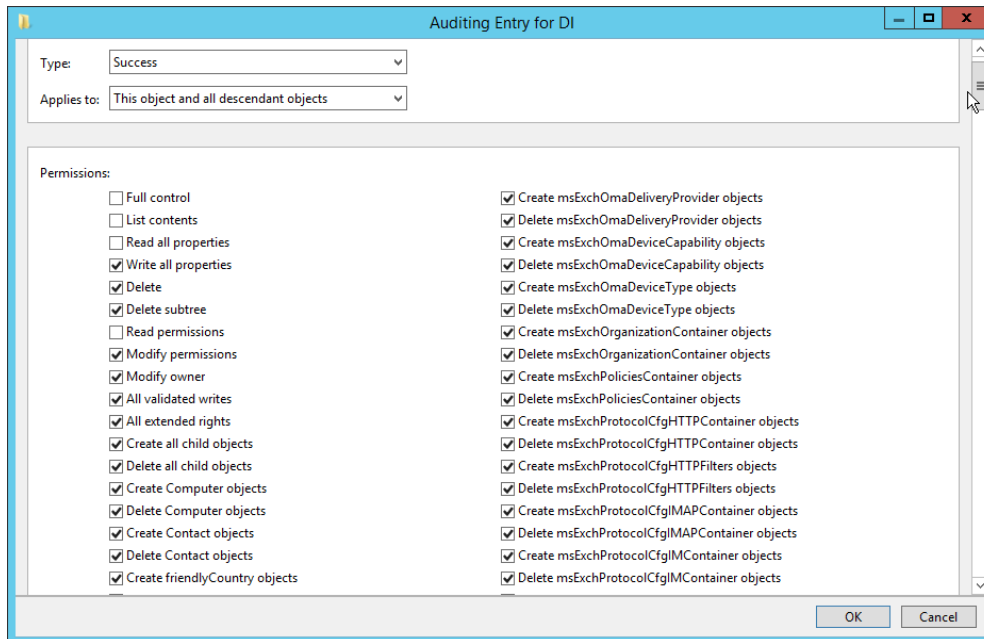 Auditing Entry for DI
Type: Success
Applies to: This object and all descendant objects
Permissions:
Full control
List contents
Read all properties
Write all properties
Delete
Delete subtree
Read permissions
Modify permissions
Modify owner
All validated writes
All extended rights
Create all child objects
Delete all child objects
Create Computer objects
Delete Computer objects
Create Contact objects
Delete Contact objects
Create friendlyCountry objects
Create msExchOmaDeliveryProvider objects
Delete msExchOmaDeliveryProvider objects
Create msExchOmaDeviceCapability objects
Delete msExchOmaDeviceCapability objects
Create msExchOmaDeviceType objects
Delete msExchOmaDeviceType objects
Create msExchOrganizationContainer objects
Delete msExchOrganizationContainer objects
Create msExchPoliciesContainer objects
Delete msExchPoliciesContainer objects
Create msExchProtocolCfgHTTPContainer objects
Delete msExchProtocolCfgHTTPContainer objects
Create msExchProtocolCfgHTTPFilters objects
Delete msExchProtocolCfgHTTPFilters objects
Create msExchProtocolCfgIMAPContainer objects
Delete msExchProtocolCfgIMAPContainer objects
Create msExchProtocolCfgIMContainer objects
Delete msExchProtocolCfgIMContainer objects
OK Cancel